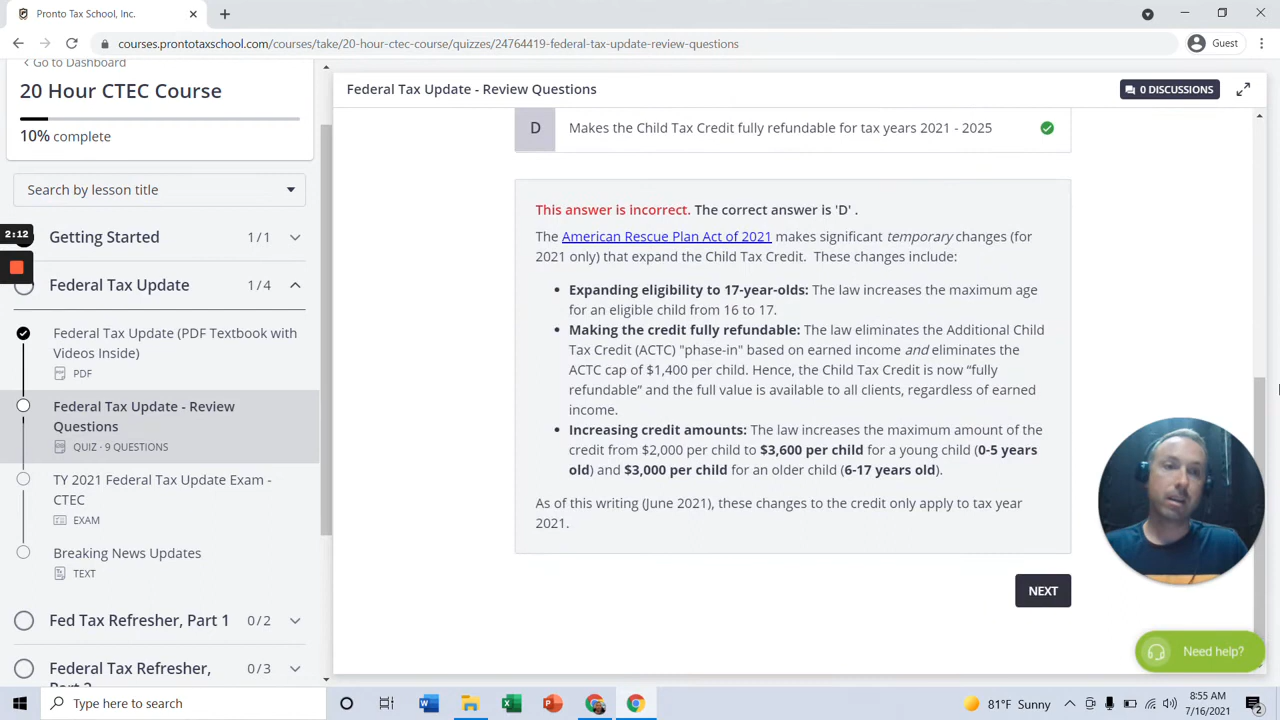 Pronto Tax School, Inc.
courses.prontotaxschool.com/courses/take/20-hour-ctec-course/quizzes/24764419-federal-tax-update-review-questions
Guest
Go to Dashboard
20 Hour CTEC Course
10% complete
Search by lesson title
2:12
Getting Started 1/1
Federal Tax Update 1/4
Federal Tax Update (PDF Textbook with
Videos Inside)
PDF
Federal Tax Update - Review
Questions
QUIZ · 9 QUESTIONS
TY 2021 Federal Tax Update Exam -
CTEC
EXAM
Breaking News Updates
TEXT
Fed Tax Refresher, Part 1 0/2
Federal Tax Refresher, 0/3
Part 2
Federal Tax Update - Review Questions
0 DISCUSSIONS
D Makes the Child Tax Credit fully refundable for tax years 2021 - 2025
This answer is incorrect. The correct answer is 'D' .
The American Rescue Plan Act of 2021 makes significant temporary changes (for
2021 only) that expand the Child Tax Credit. These changes include:
• Expanding eligibility to 17-year-olds: The law increases the maximum age
for an eligible child from 16 to 17.
• Making the credit fully refundable: The law eliminates the Additional Child
Tax Credit (ACTC) "phase-in" based on earned income and eliminates the
ACTC cap of $1,400 per child. Hence, the Child Tax Credit is now “fully
refundable” and the full value is available to all clients, regardless of earned
income.
• Increasing credit amounts: The law increases the maximum amount of the
credit from $2,000 per child to $3,600 per child for a young child (0-5 years
old) and $3,000 per child for an older child (6-17 years old).
As of this writing (June 2021), these changes to the credit only apply to tax year
2021.
NEXT
Need help?
Type here to search
81°F Sunny
8:55 AM
7/16/2021
2